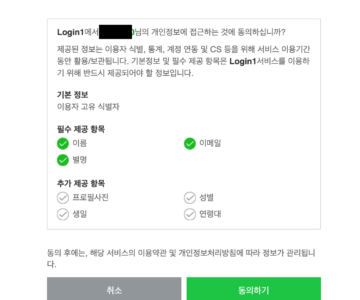 Login1에서 0님의 개인정보에 접근하는 것에 동의하십니까?
제공된 정보는 이용자 식별, 통계, 계정 연동 및 CS 등을 위해 서비스 이용기간
동안 활용/보관됩니다. 기본정보 및 필수 제공 항목은 Login1서비스를 이용하
기 위해 반드시 제공되어야 할 정보입니다.
기본 정보
이용자 고유 식별자
필수 제공 항목
이름 이메일
별명
추가 제공 항목
프로필사진 성별
생일 연령대
동의 후에는, 해당 서비스의 이용약관 및 개인정보처리방침에 따라 정보가 관리됩니
다.
취소 동의하기